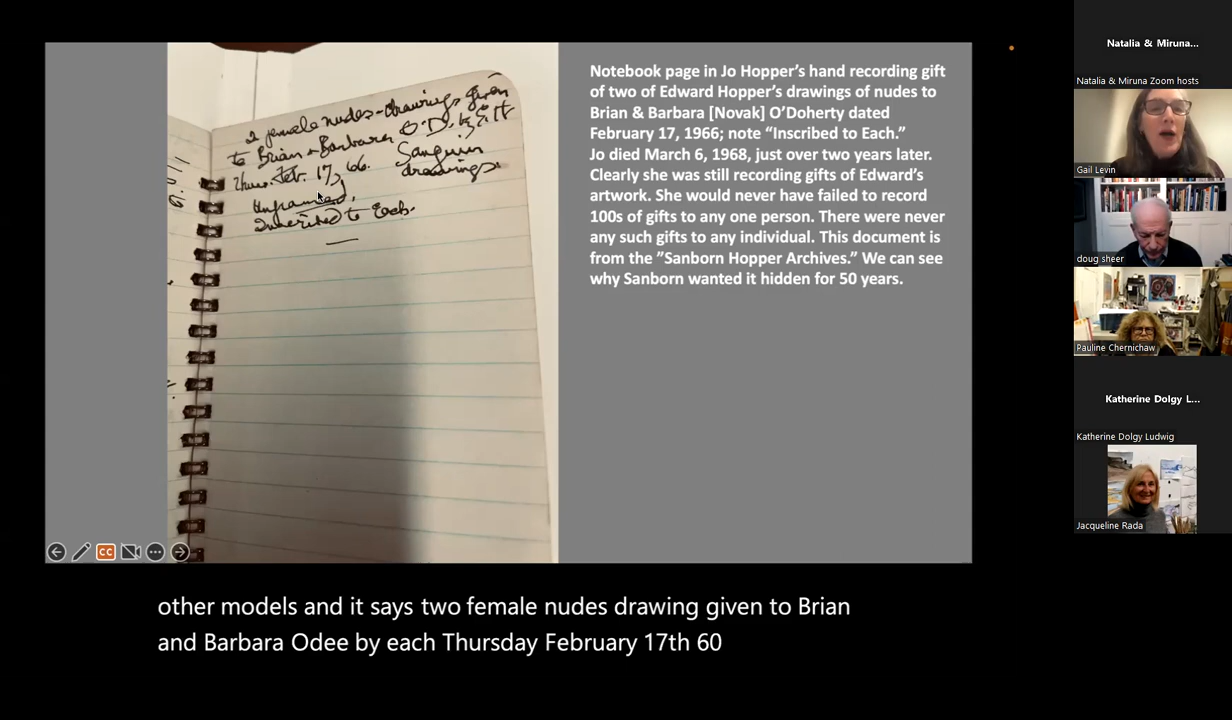 2 female nudes - drawings given
to Brian & Barbara O'D. by E.H
Thurs. Feb. 17, 66. Sanguin
drawings.
Unframed,
Inscribed to Each.
Notebook page in Jo Hopper’s hand recording gift
of two of Edward Hopper’s drawings of nudes to
Brian & Barbara [Novak] O’Doherty dated
February 17, 1966; note “Inscribed to Each.”
Jo died March 6, 1968, just over two years later.
Clearly she was still recording gifts of Edward’s
artwork. She would never have failed to record
100s of gifts to any one person. There were never
any such gifts to any individual. This document is
from the ”Sanborn Hopper Archives.” We can see
why Sanborn wanted it hidden for 50 years.
CC
other models and it says two female nudes drawing given to Brian
and Barbara Odee by each Thursday February 17th 60
Natalia & Miruna...
Natalia & Miruna Zoom hosts
Gail Levin
doug sheer
Pauline Chernichaw
Katherine Dolgy L...
Katherine Dolgy Ludwig
Jacqueline Rada